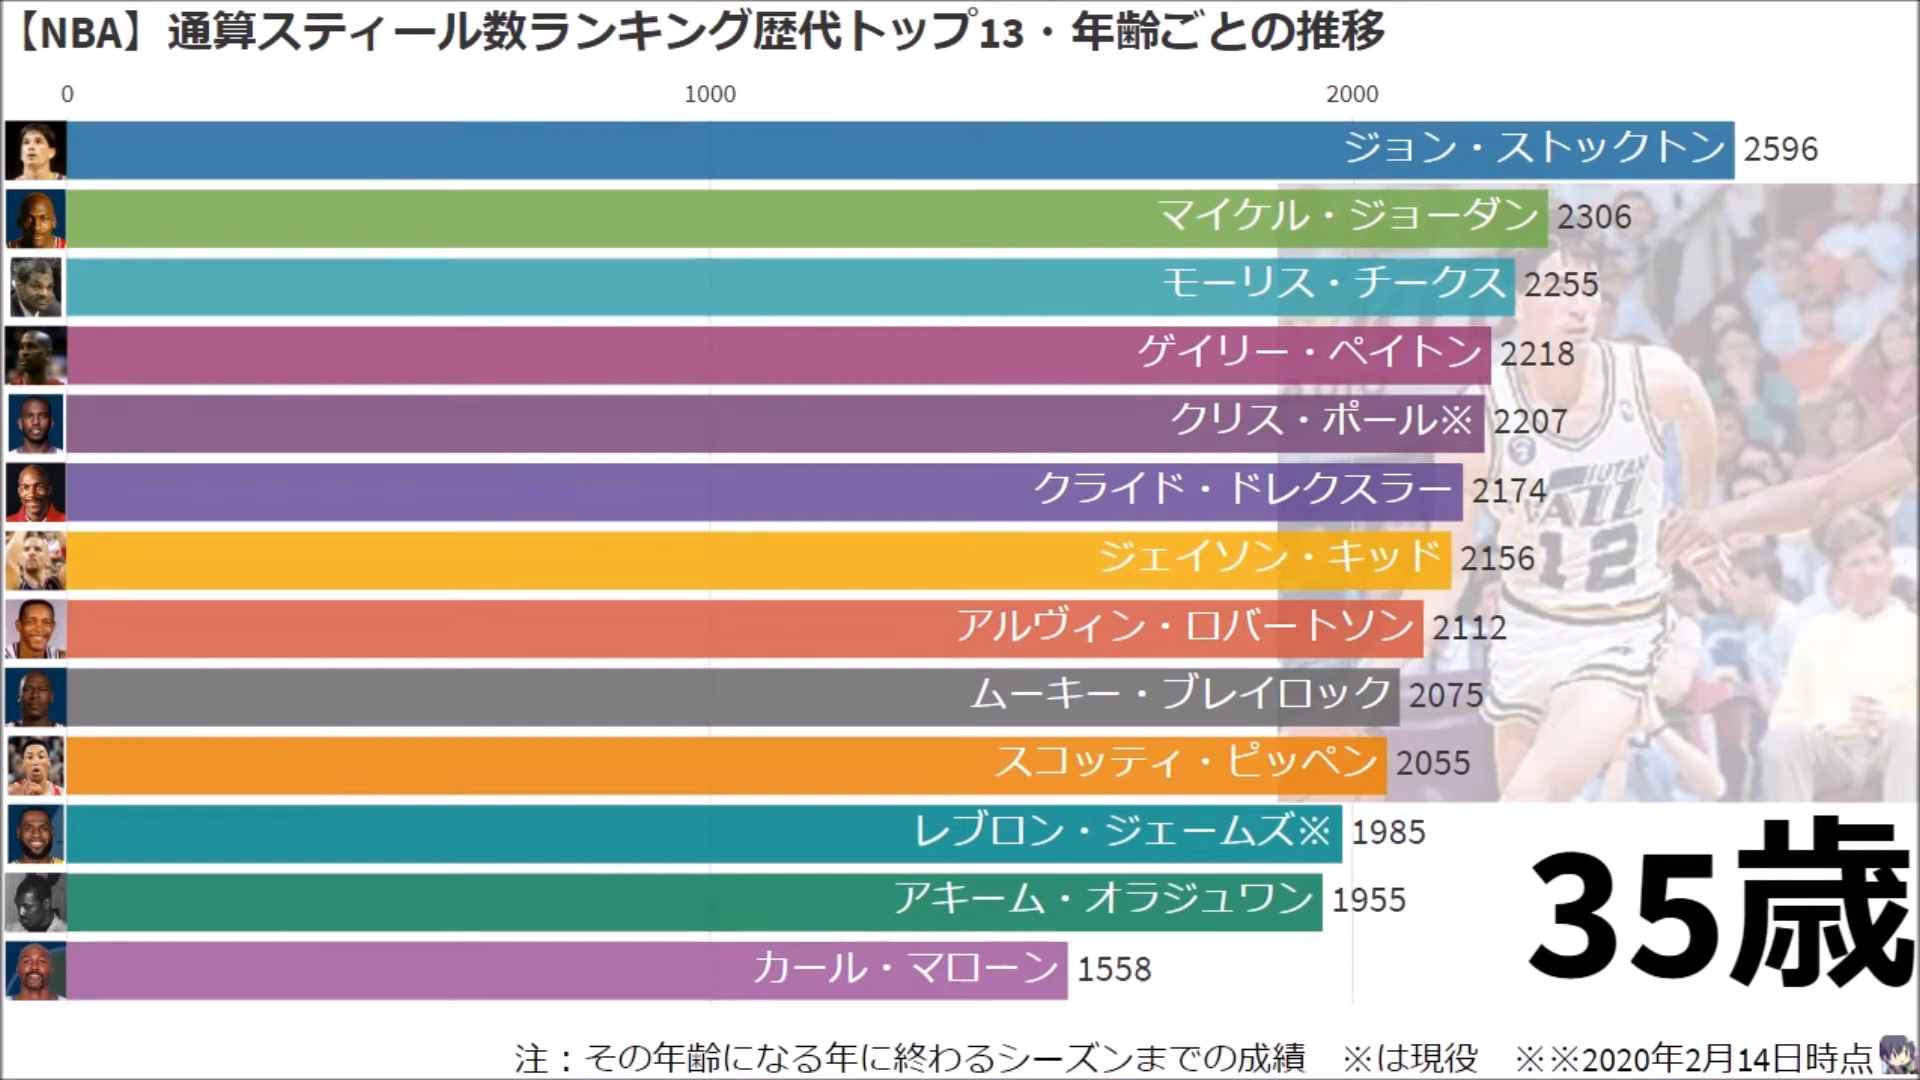 【NBA】通算スティール数ランキング歴代トップ13・年齢ごとの推移
0 1000 2000
ジョン・ストックトン 2596
マイケル・ジョーダン 2306
モーリス・チークス 2255
ゲイリー・ペイトン 2218
クリス・ポール※ 2207
クライド・ドレクスラー 2174
ジェイソン・キッド 2156
アルヴィン・ロバートソン 2112
ムーキー・ブレイロック 2075
スコッティ・ピッペン 2055
レブロン・ジェームズ※ 1985
アキーム・オラジュワン 1955
カール・マローン 1558
UTAH
12
35歳
注：その年齢になる年に終わるシーズンまでの成績　※は現役　※※2020年2月14日時点